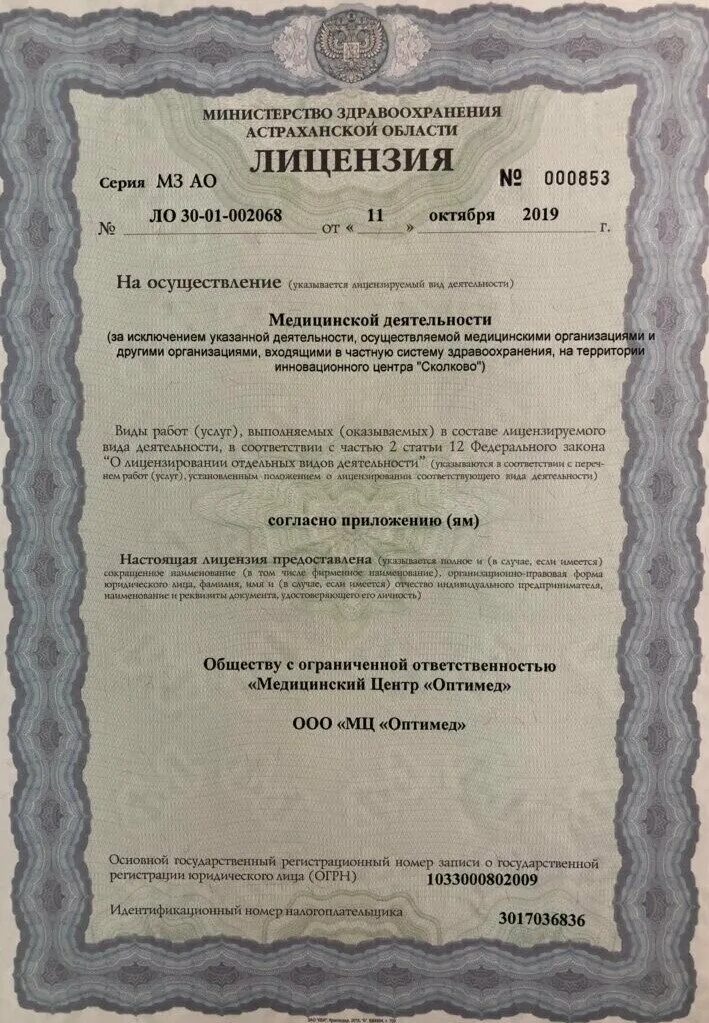 МИНИСТЕРСТВО ЗДРАВООХРАНЕНИЯ
АСТРАХАНСКОЙ ОБЛАСТИ
ЛИЦЕНЗИЯ
Серия МЗ АО № 000853
№ ЛО 30-01-002068 от « 11 » октября 2019 г.
На осуществление (указывается лицензируемый вид деятельности)
Медицинской деятельности
(за исключением указанной деятельности, осуществляемой медицинскими организациями и
другими организациями, входящими в частную систему здравоохранения, на территории
инновационного центра "Сколково")
Виды работ (услуг), выполняемых (оказываемых) в составе лицензируемого
вида деятельности, в соответствии с частью 2 статьи 12 Федерального закона
“О лицензировании отдельных видов деятельности” (указываются в соответствии с переч-
нем работ (услуг), установленным положением о лицензировании соответствующего вида деятельности)
согласно приложению (ям)
Настоящая лицензия предоставлена (указывается полное и (в случае, если имеется)
сокращенное наименование (в том числе фирменное наименование), организационно-правовая форма
юридического лица, фамилия, имя и (в случае, если имеется) отчество индивидуального предпринимателя,
наименование и реквизиты документа, удостоверяющего его личность)
Обществу с ограниченной ответственностью
«Медицинский Центр «Оптимед»
ООО «МЦ «Оптимед»
Основной государственный регистрационный номер записи о государственной
регистрации юридического лица (ОГРН) 1033000802009
Идентификационный номер налогоплательщика 3017036836